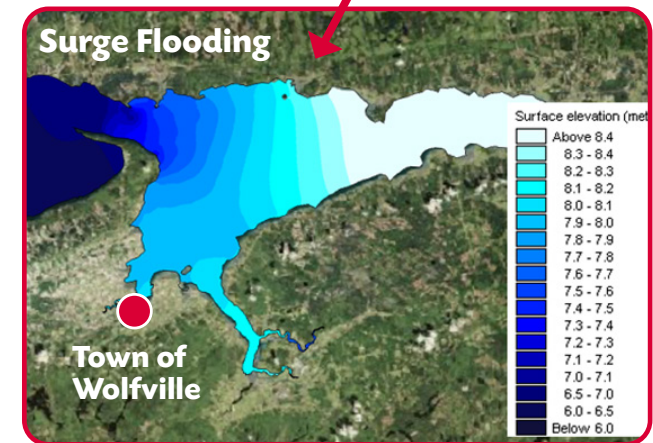 Surge Flooding
Surface elevation (met
Above 8.4
8.3 - 8.4
8.2 - 8.3
8.1 - 8.2
8.0 - 8.1
7.9 - 8.0
7.8 - 7.9
7.7 - 7.8
7.6 - 7.7
7.5 - 7.6
7.4 - 7.5
7.3 - 7.4
7.2 - 7.3
7.1 - 7.2
7.0 - 7.1
6.5 - 7.0
6.0 - 6.5
Below 6.0
Town of
Wolfville